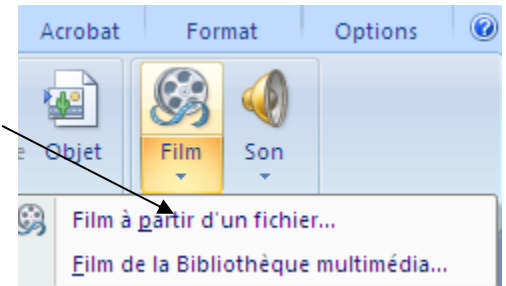 Acrobat Format Options
e Objet Film Son
Film à partir d'un fichier...
Film de la Bibliothèque multimédia...